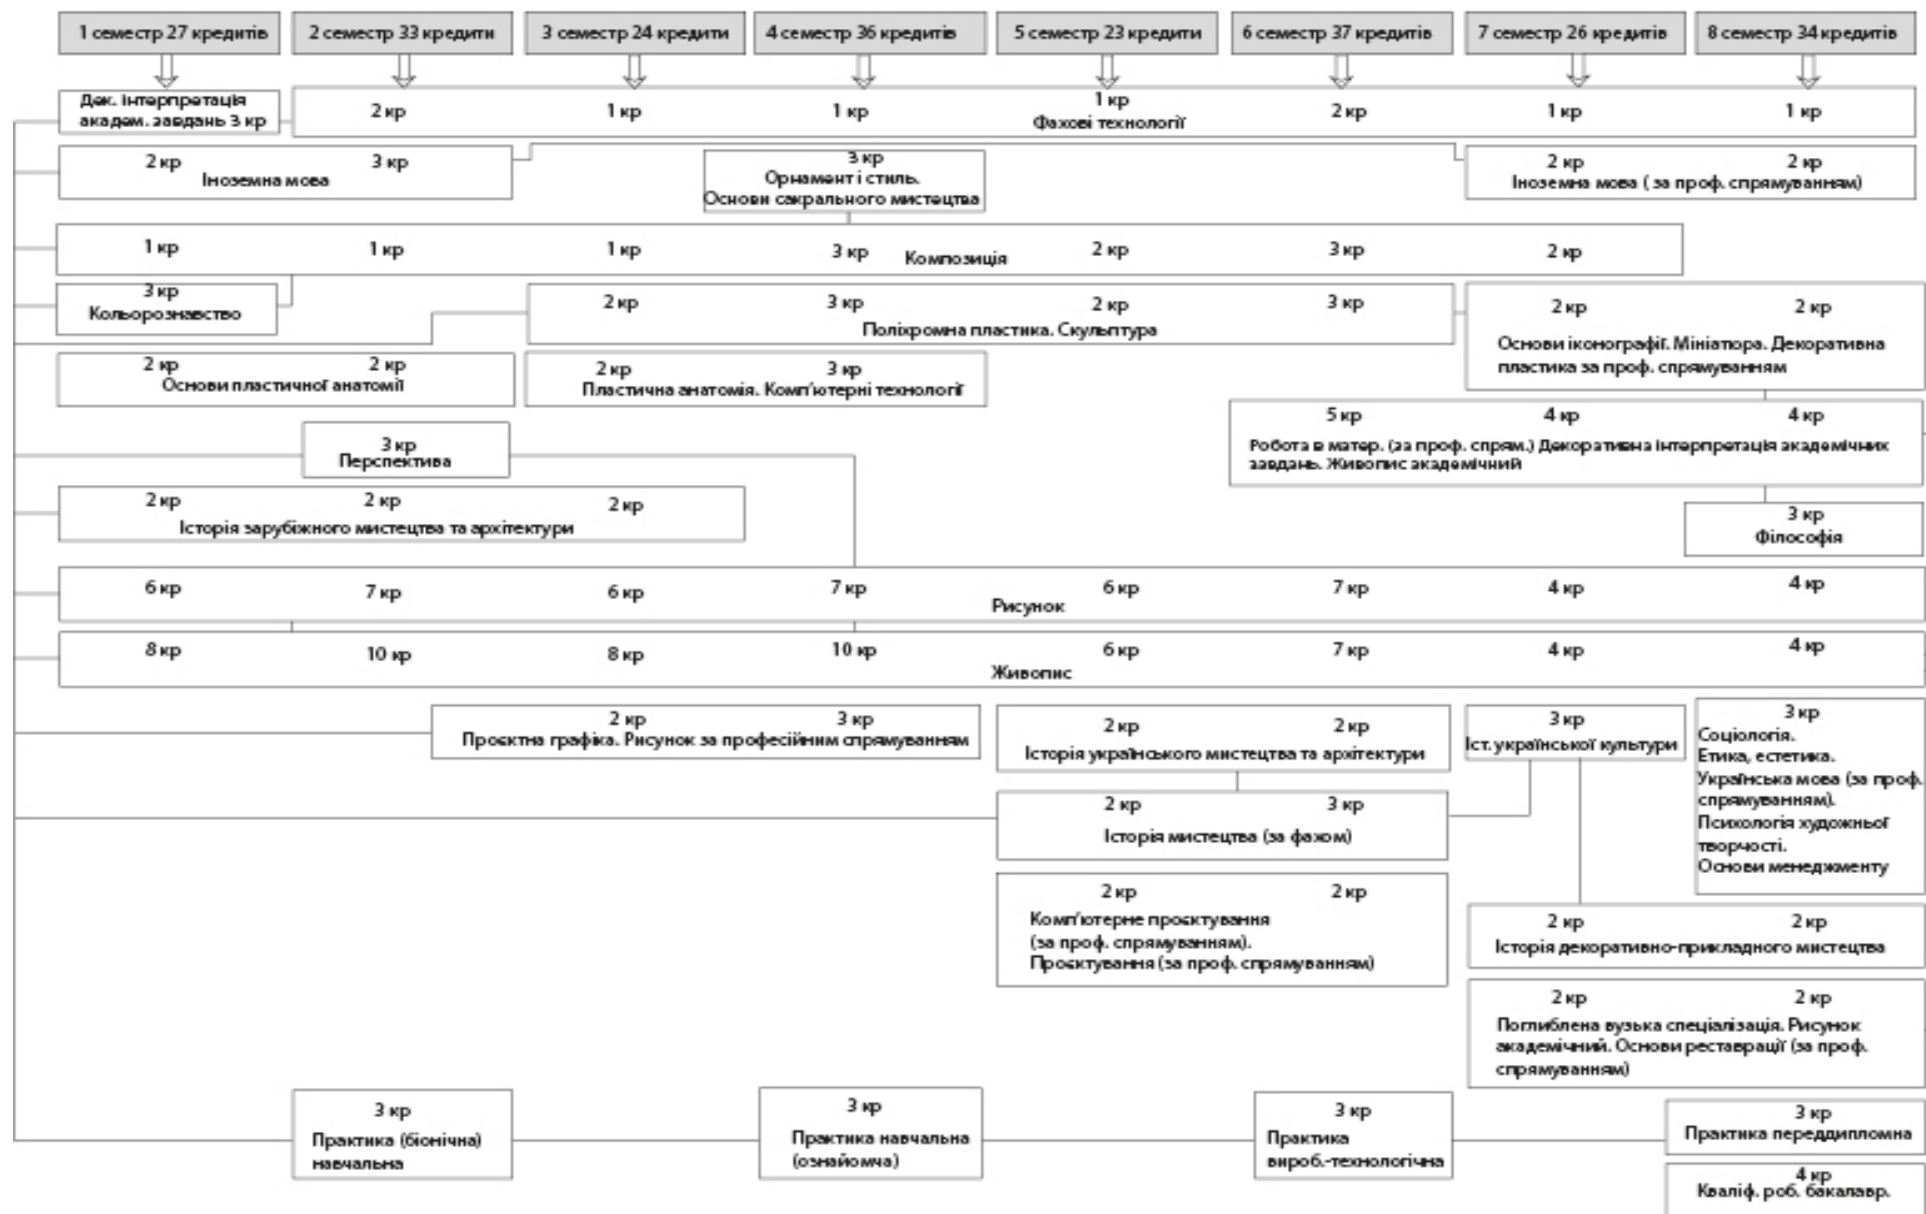 1 семестр 27 кредитів
2 семестр 33 кредити
3 семестр 24 кредити
4 семестр 36 кредитів
5 семестр 23 кредити
6 семестр 37 кредитів
7 семестр 26 кредитів
8 семестр 34 кредитів
Дек. інтерпретація
академ. завдань 3 кр
2 кр
1 кр
1 кр
1 кр
2 кр
1 кр
1 кр
Фахові технології
2 кр
3 кр
Іноземна мова
3 кр
Орнамент і стиль.
Основи сакрального мистецтва
2 кр
2 кр
Іноземна мова ( за проф. спрямуванням)
1 кр
1 кр
1 кр
3 кр
2 кр
3 кр
2 кр
Композиція
3 кр
Кольорознавство
2 кр
3 кр
2 кр
3 кр
Поліхромна пластика. Скульптура
2 кр
2 кр
Основи іконографії. Мініатюра. Декоративна
пластика за проф. спрямуванням
2 кр
2 кр
Основи пластичної анатомії
2 кр
3 кр
Пластична анатомія. Комп'ютерні технології
5 кр
4 кр
4 кр
Робота в матер. (за проф. спрям.) Декоративна інтерпретація академічних
завдань. Живопис академічний
3 кр
Перспектива
2 кр
2 кр
2 кр
Історія зарубіжного мистецтва та архітектури
3 кр
Філософія
6 кр
7 кр
6 кр
7 кр
6 кр
7 кр
4 кр
4 кр
Рисунок
8 кр
10 кр
8 кр
10 кр
6 кр
7 кр
4 кр
4 кр
Живопис
2 кр
3 кр
Проєктна графіка. Рисунок за професійним спрямуванням
2 кр
2 кр
Історія українського мистецтва та архітектури
3 кр
Іст. української культури
3 кр
Соціологія.
Етика, естетика.
Українська мова (за проф.
спрямуванням).
Психологія художньої
творчості.
Основи менеджменту
2 кр
3 кр
Історія мистецтва (за фахом)
2 кр
2 кр
Комп'ютерне проєктування
(за проф. спрямуванням).
Проєктування (за проф. спрямуванням)
2 кр
2 кр
Історія декоративно-прикладного мистецтва
2 кр
2 кр
Поглиблена вузька спеціалізація. Рисунок
академічний. Основи реставрації (за проф.
спрямуванням)
3 кр
Практика (біонічна)
навчальна
3 кр
Практика навчальна
(ознайомча)
3 кр
Практика
вироб.-технологічна
3 кр
Практика переддипломна
4 кр
Кваліф. роб. бакалавр.